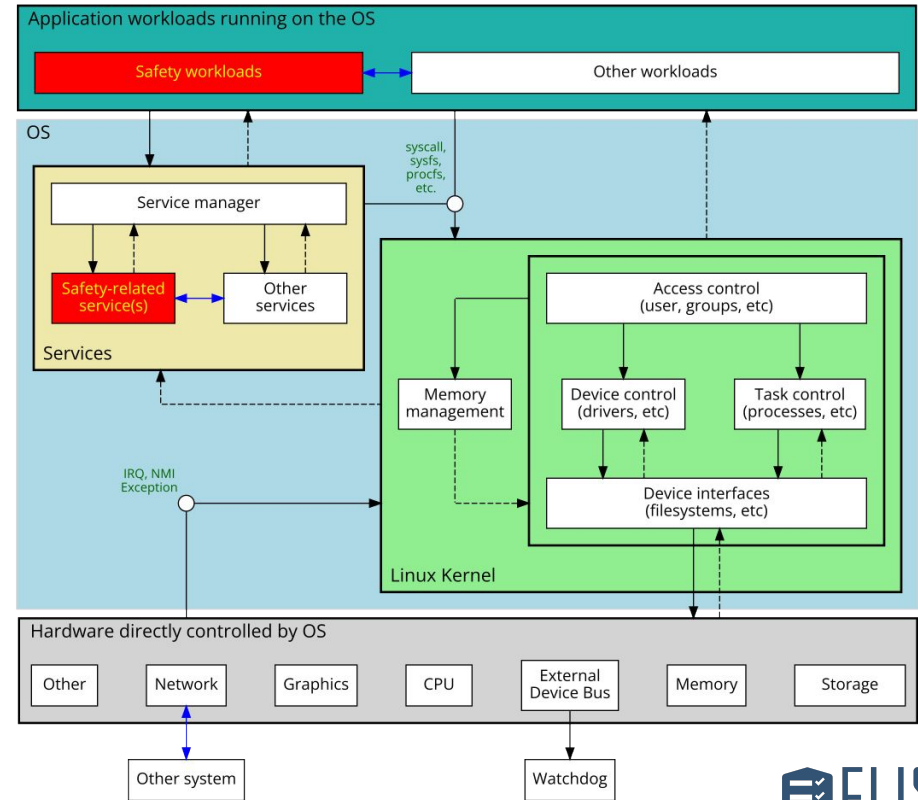 Application workloads running on the OS
Safety workloads
Other workloads
OS
syscall,
sysfs,
procfs,
etc.
Service manager
Safety-related
service(s)
Other
services
Services
Access control
(user, groups, etc)
Memory
management
Device control
(drivers, etc)
Task control
(processes, etc)
IRQ, NMI
Exception
Device interfaces
(filesystems, etc)
Linux Kernel
Hardware directly controlled by OS
Other
Network
Graphics
CPU
External
Device Bus
Memory
Storage
Other system
Watchdog